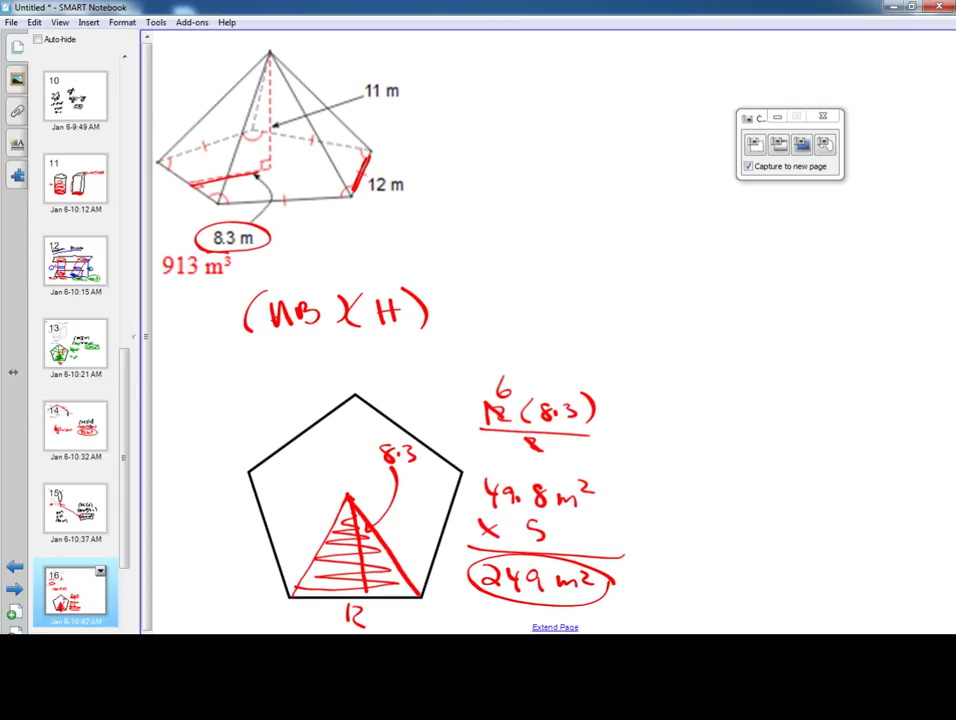 Untitled * - SMART Notebook
File Edit View Insert Format Tools Add-ons Help
Auto-hide
10
Jan 6-9:49 AM
11
Jan 6-10:12 AM
12
Jan 6-10:15 AM
13
Jan 6-10:21 AM
14
Jan 6-10:32 AM
15
Jan 6-10:37 AM
16
Jan 6-10:42 AM
C...
Capture to new page
11 m
12 m
8.3 m
913 m³
( )( H )
6
12 (8.3)
2
8.3
49.8 m²
x 5
249 m²
12
Extend Page